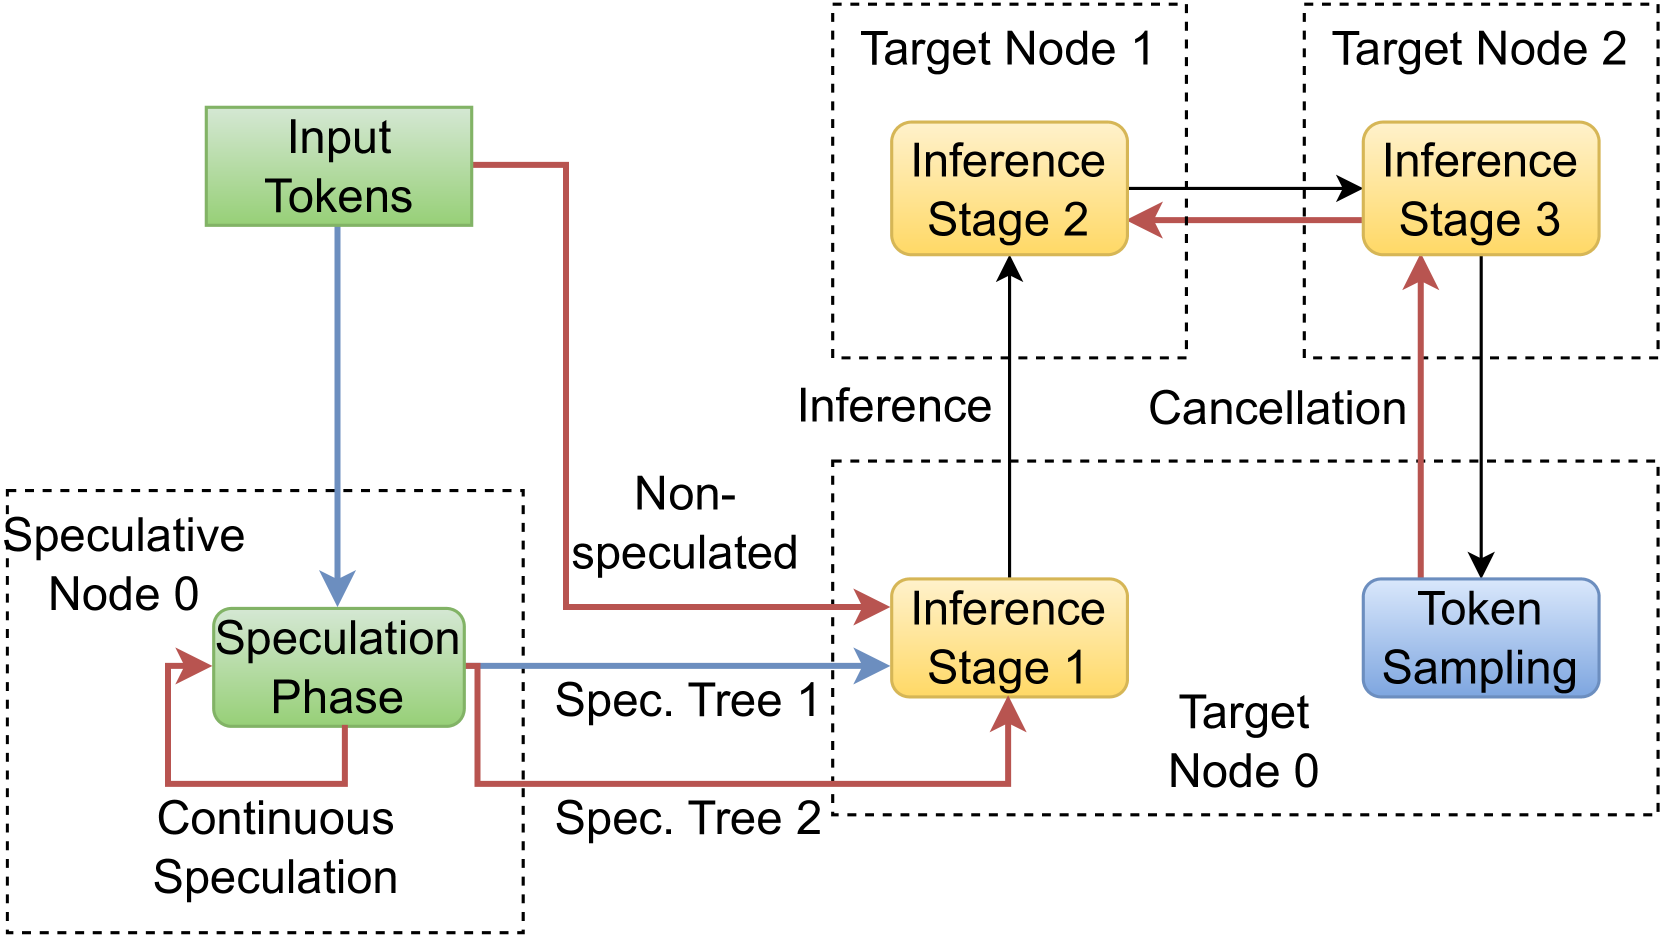 Target Node 1
Target Node 2
Input
Tokens
Inference
Stage 2
Inference
Stage 3
Inference
Cancellation
Non-
speculated
Speculative
Node 0
Speculation
Phase
Inference
Stage 1
Token
Sampling
Spec. Tree 1
Target
Node 0
Spec. Tree 2
Continuous
Speculation